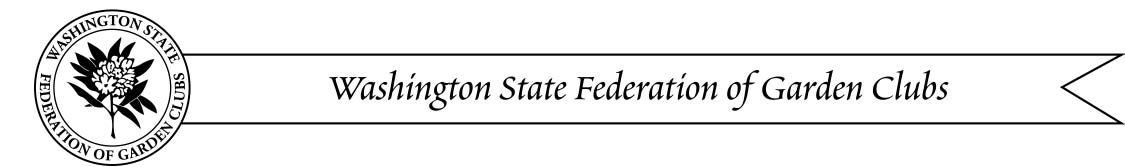 WASHINGTON STATE
FEDERATION OF GARDEN CLUBS
Washington State Federation of Garden Clubs